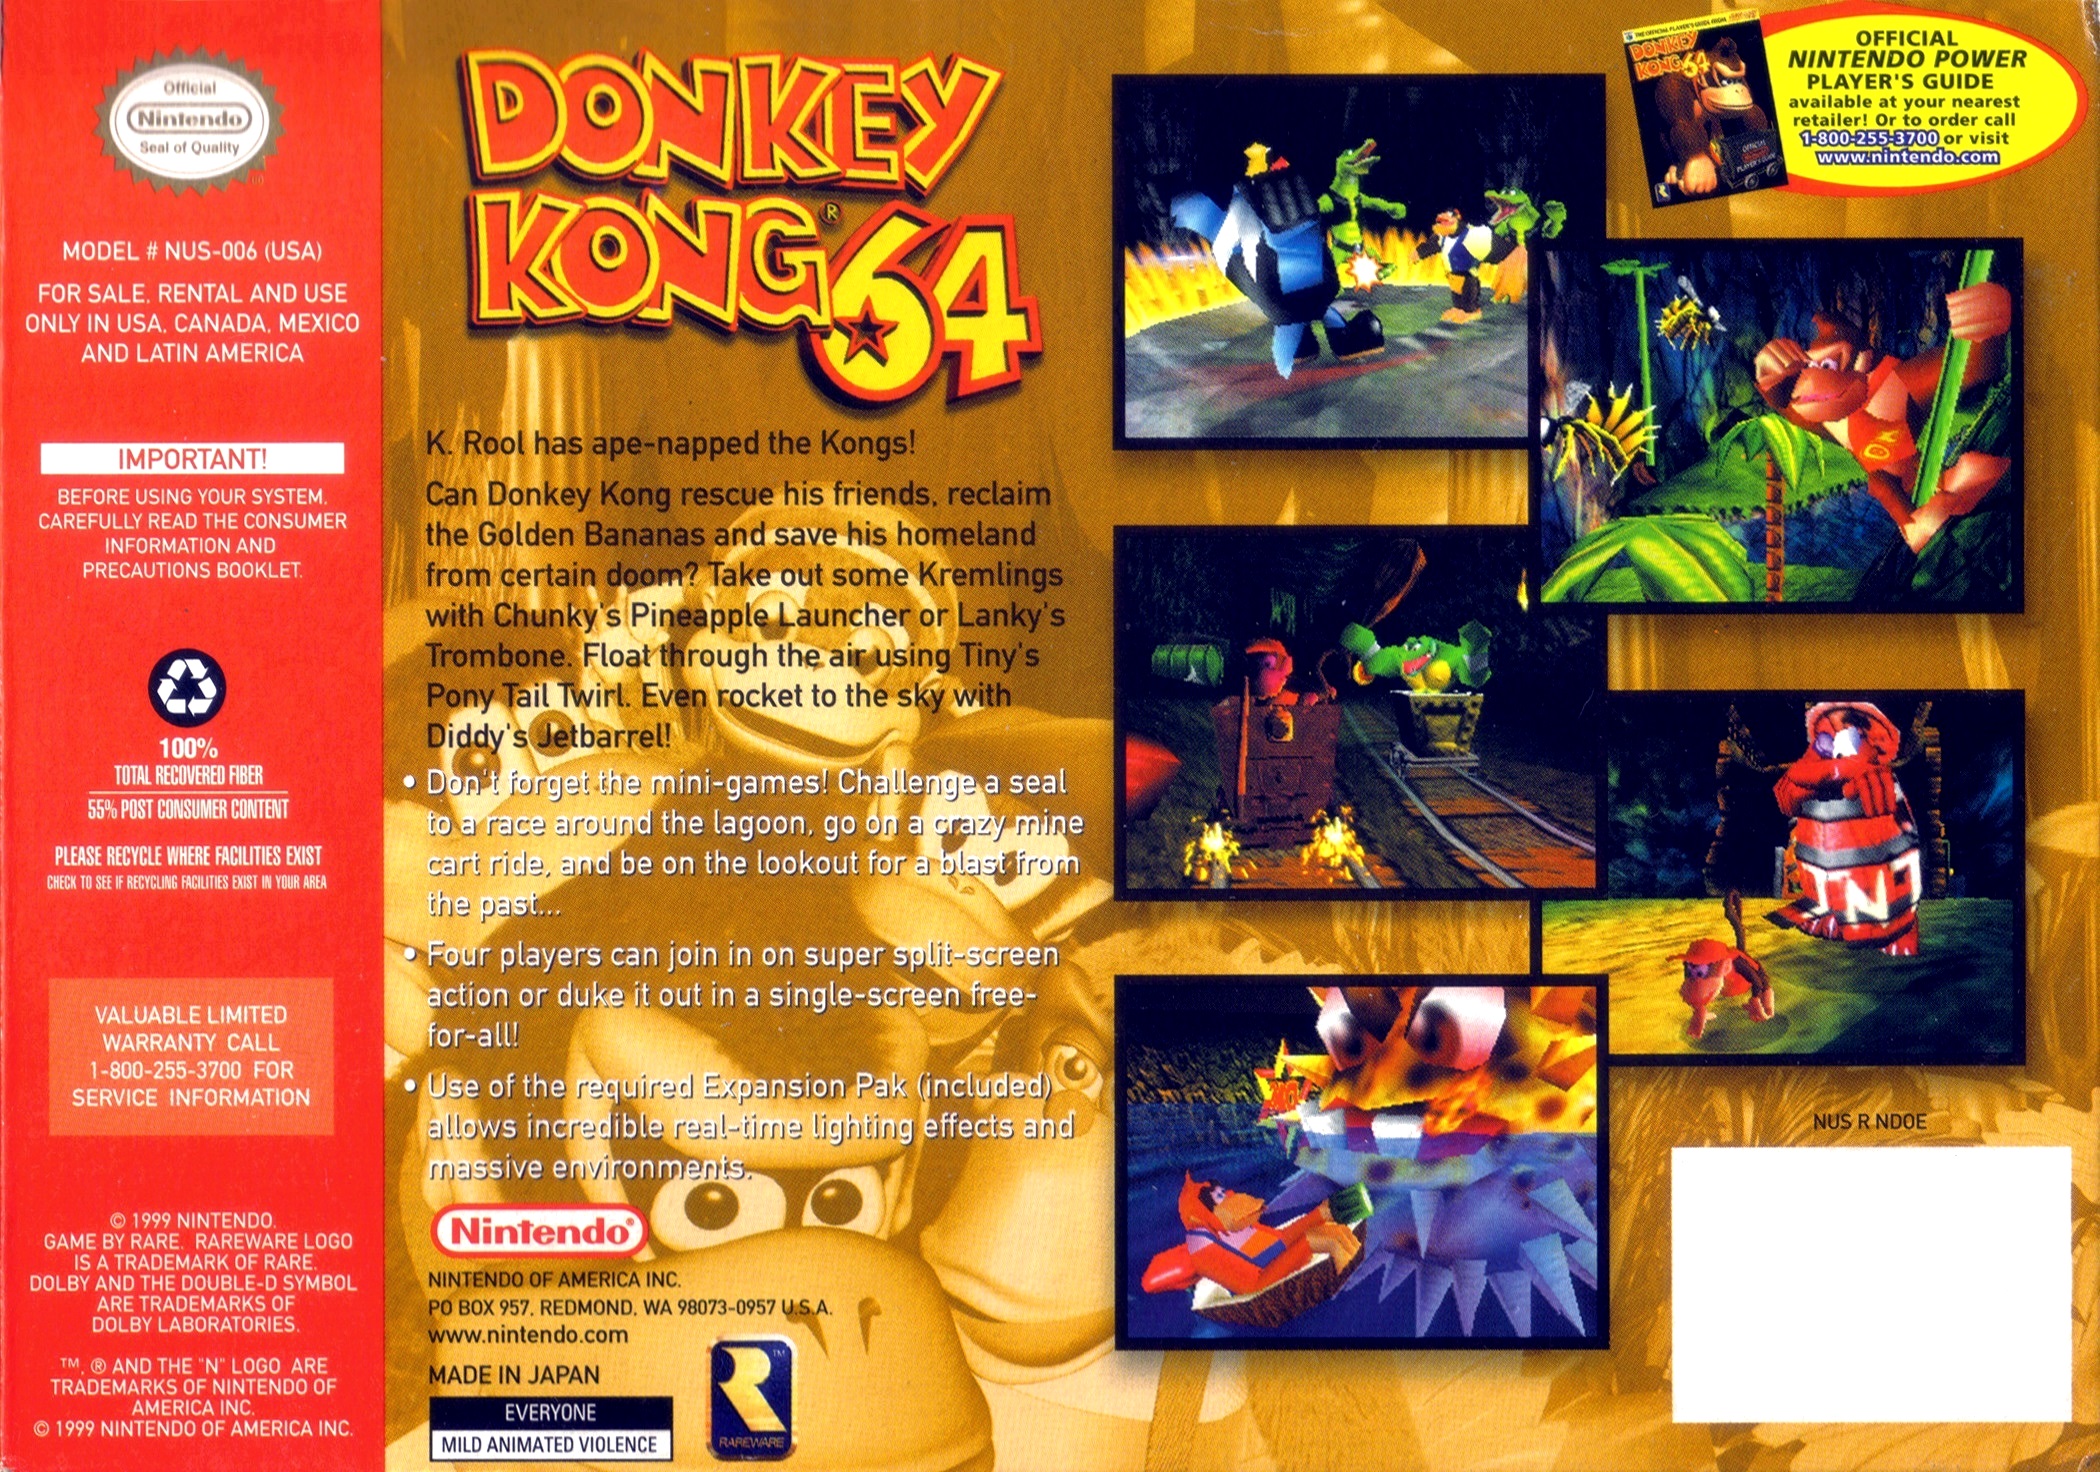 Official
Nintendo
Seal of Quality
MODEL # NUS-006 (USA)
FOR SALE, RENTAL AND USE
ONLY IN USA, CANADA, MEXICO
AND LATIN AMERICA
IMPORTANT!
BEFORE USING YOUR SYSTEM,
CAREFULLY READ THE CONSUMER
INFORMATION AND
PRECAUTIONS BOOKLET.
100%
TOTAL RECOVERED FIBER
55% POST CONSUMER CONTENT
PLEASE RECYCLE WHERE FACILITIES EXIST
CHECK TO SEE IF RECYCLING FACILITIES EXIST IN YOUR AREA
VALUABLE LIMITED
WARRANTY CALL
1-800-255-3700 FOR
SERVICE INFORMATION
© 1999 NINTENDO.
GAME BY RARE. RAREWARE LOGO
IS A TRADEMARK OF RARE.
DOLBY AND THE DOUBLE-D SYMBOL
ARE TRADEMARKS OF
DOLBY LABORATORIES.
™, ® AND THE "N" LOGO ARE
TRADEMARKS OF NINTENDO OF
AMERICA INC.
© 1999 NINTENDO OF AMERICA INC.
DONKEY
KONG® 64
K. Rool has ape-napped the Kongs!
Can Donkey Kong rescue his friends, reclaim
the Golden Bananas and save his homeland
from certain doom? Take out some Kremlings
with Chunky's Pineapple Launcher or Lanky's
Trombone. Float through the air using Tiny's
Pony Tail Twirl. Even rocket to the sky with
Diddy's Jetbarrel!
• Don't forget the mini-games! Challenge a seal
to a race around the lagoon, go on a crazy mine
cart ride, and be on the lookout for a blast from
the past...
• Four players can join in on super split-screen
action or duke it out in a single-screen free-
for-all!
• Use of the required Expansion Pak (included)
allows incredible real-time lighting effects and
massive environments.
Nintendo®
NINTENDO OF AMERICA INC.
PO BOX 957, REDMOND, WA 98073-0957 U.S.A.
www.nintendo.com
MADE IN JAPAN
EVERYONE
MILD ANIMATED VIOLENCE
R™
RAREWARE
DONKEY
KONG 64
OFFICIAL
NINTENDO POWER
PLAYER'S GUIDE
available at your nearest
retailer! Or to order call
1-800-255-3700 or visit
www.nintendo.com
TNT
NUS R NDOE